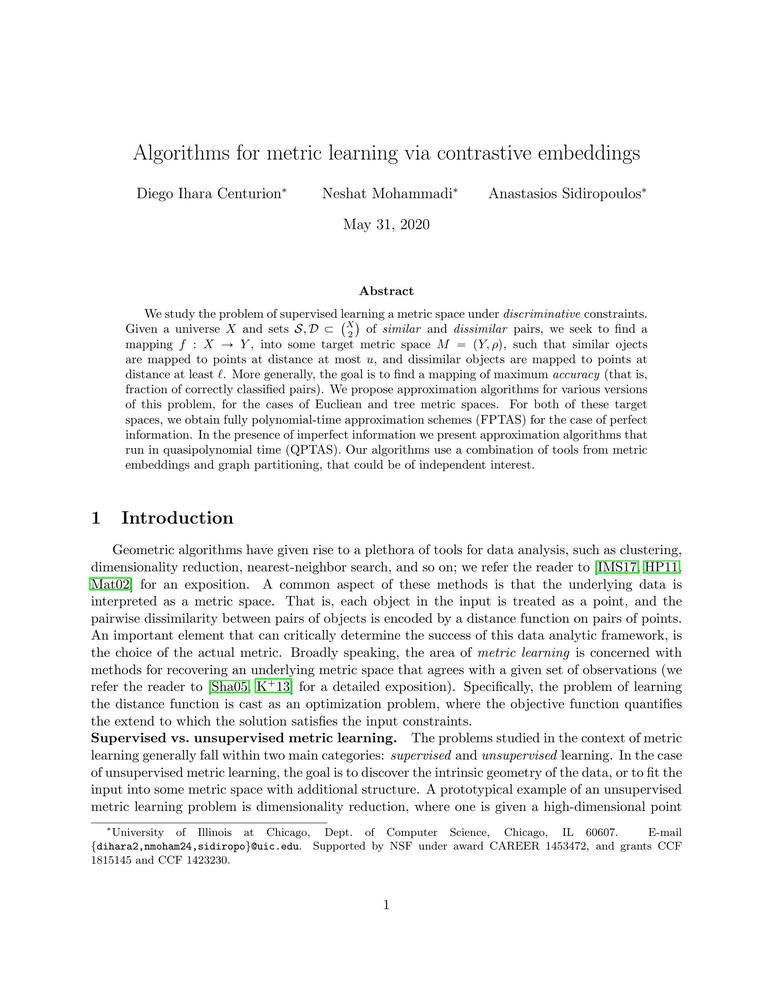 Algorithms for metric learning via contrastive embeddings
Diego Ihara Centurion* Neshat Mohammadi* Anastasios Sidiropoulos*
May 31, 2020
Abstract
We study the problem of supervised learning a metric space under discriminative constraints.
Given a universe X and sets S, D ⊂ (X 2) of similar and dissimilar pairs, we seek to find a
mapping f : X → Y, into some target metric space M = (Y, ρ), such that similar ojects
are mapped to points at distance at most u, and dissimilar objects are mapped to points at
distance at least ℓ. More generally, the goal is to find a mapping of maximum accuracy (that is,
fraction of correctly classified pairs). We propose approximation algorithms for various versions
of this problem, for the cases of Eucliean and tree metric spaces. For both of these target
spaces, we obtain fully polynomial-time approximation schemes (FPTAS) for the case of perfect
information. In the presence of imperfect information we present approximation algorithms that
run in quasipolynomial time (QPTAS). Our algorithms use a combination of tools from metric
embeddings and graph partitioning, that could be of independent interest.
1 Introduction
Geometric algorithms have given rise to a plethora of tools for data analysis, such as clustering,
dimensionality reduction, nearest-neighbor search, and so on; we refer the reader to [IMS17, HP11,
Mat02] for an exposition. A common aspect of these methods is that the underlying data is
interpreted as a metric space. That is, each object in the input is treated as a point, and the
pairwise dissimilarity between pairs of objects is encoded by a distance function on pairs of points.
An important element that can critically determine the success of this data analytic framework, is
the choice of the actual metric. Broadly speaking, the area of metric learning is concerned with
methods for recovering an underlying metric space that agrees with a given set of observations (we
refer the reader to [Sha05, K+13] for a detailed exposition). Specifically, the problem of learning
the distance function is cast as an optimization problem, where the objective function quantifies
the extend to which the solution satisfies the input constraints.
Supervised vs. unsupervised metric learning. The problems studied in the context of metric
learning generally fall within two main categories: supervised and unsupervised learning. In the case
of unsupervised metric learning, the goal is to discover the intrinsic geometry of the data, or to fit the
input into some metric space with additional structure. A prototypical example of an unsupervised
metric learning problem is dimensionality reduction, where one is given a high-dimensional point
*University of Illinois at Chicago, Dept. of Computer Science, Chicago, IL 60607. E-mail
{dihara2,nmoham24,sidiropo}@uic.edu. Supported by NSF under award CAREER 1453472, and grants CCF
1815145 and CCF 1423230.
1